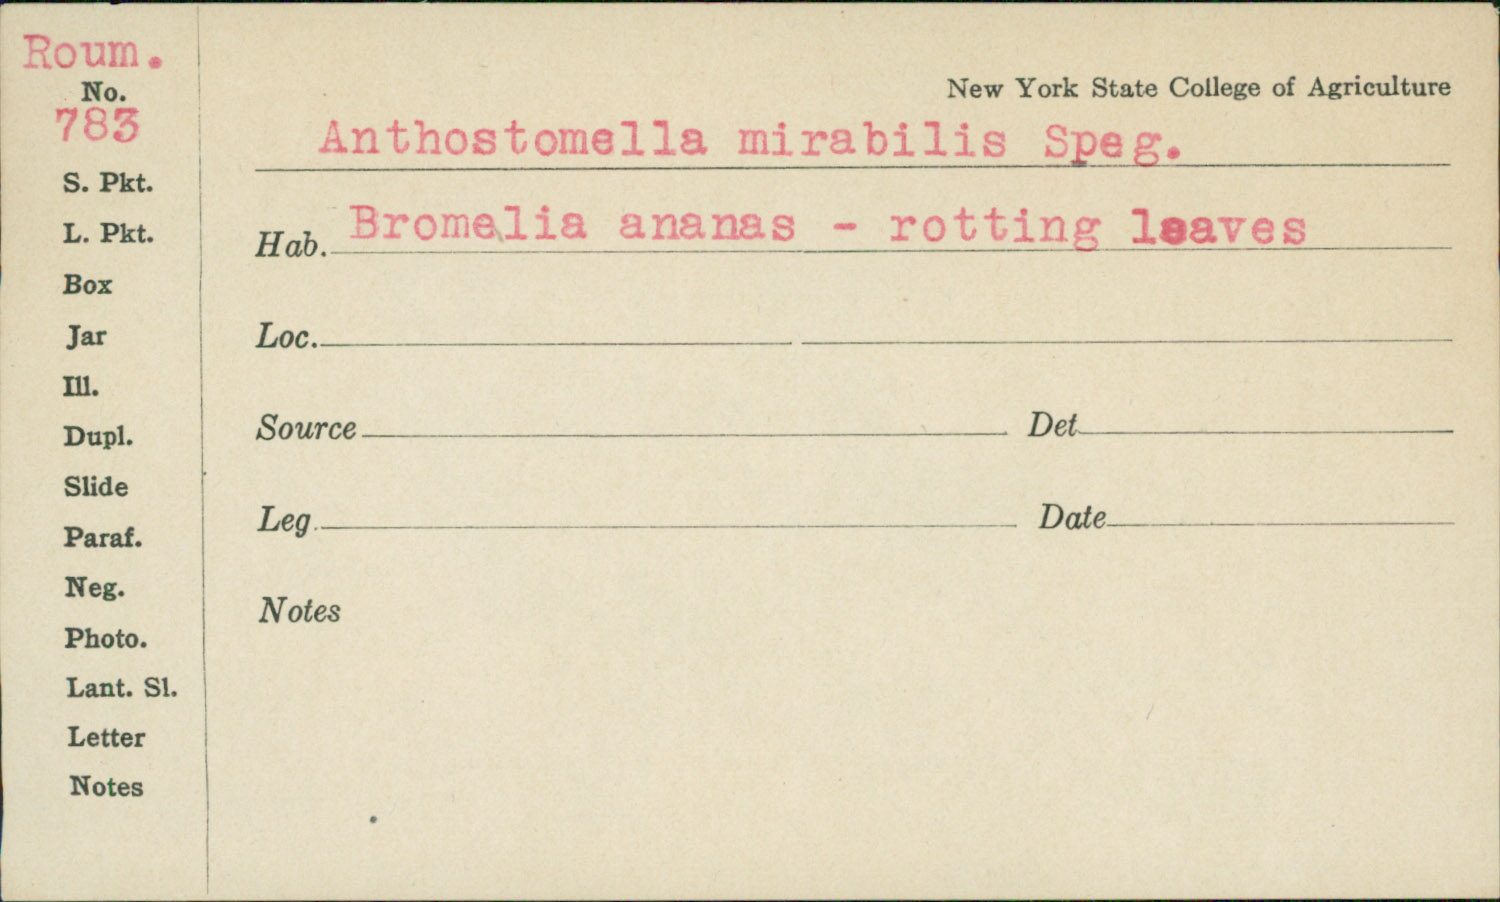 Roum.
No.
783
S. Pkt.
L. Pkt.
Box
Jar
Ill.
Dupl.
Slide
Paraf.
Neg.
Photo.
Lant. Sl.
Letter
Notes
New York State College of Agriculture
Anthostomella mirabilis Speg.
Hab. Bromelia ananas - rotting leaves
Loc.
Source Det
Leg. Date
Notes